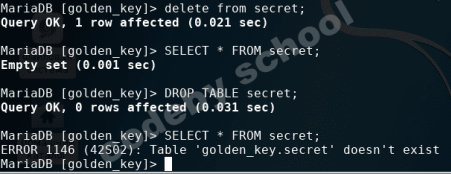 MariaDB [golden_key]> delete from secret;
Query OK, 1 row affected (0.021 sec)
MariaDB [golden_key]> SELECT * FROM secret;
Empty set (0.001 sec)
MariaDB [golden_key]> DROP TABLE secret;
Query OK, 0 rows affected (0.031 sec)
MariaDB [golden_key]> SELECT * FROM secret;
ERROR 1146 (42S02): Table 'golden_key.secret' doesn't exist
MariaDB [golden_key]>
codeny school